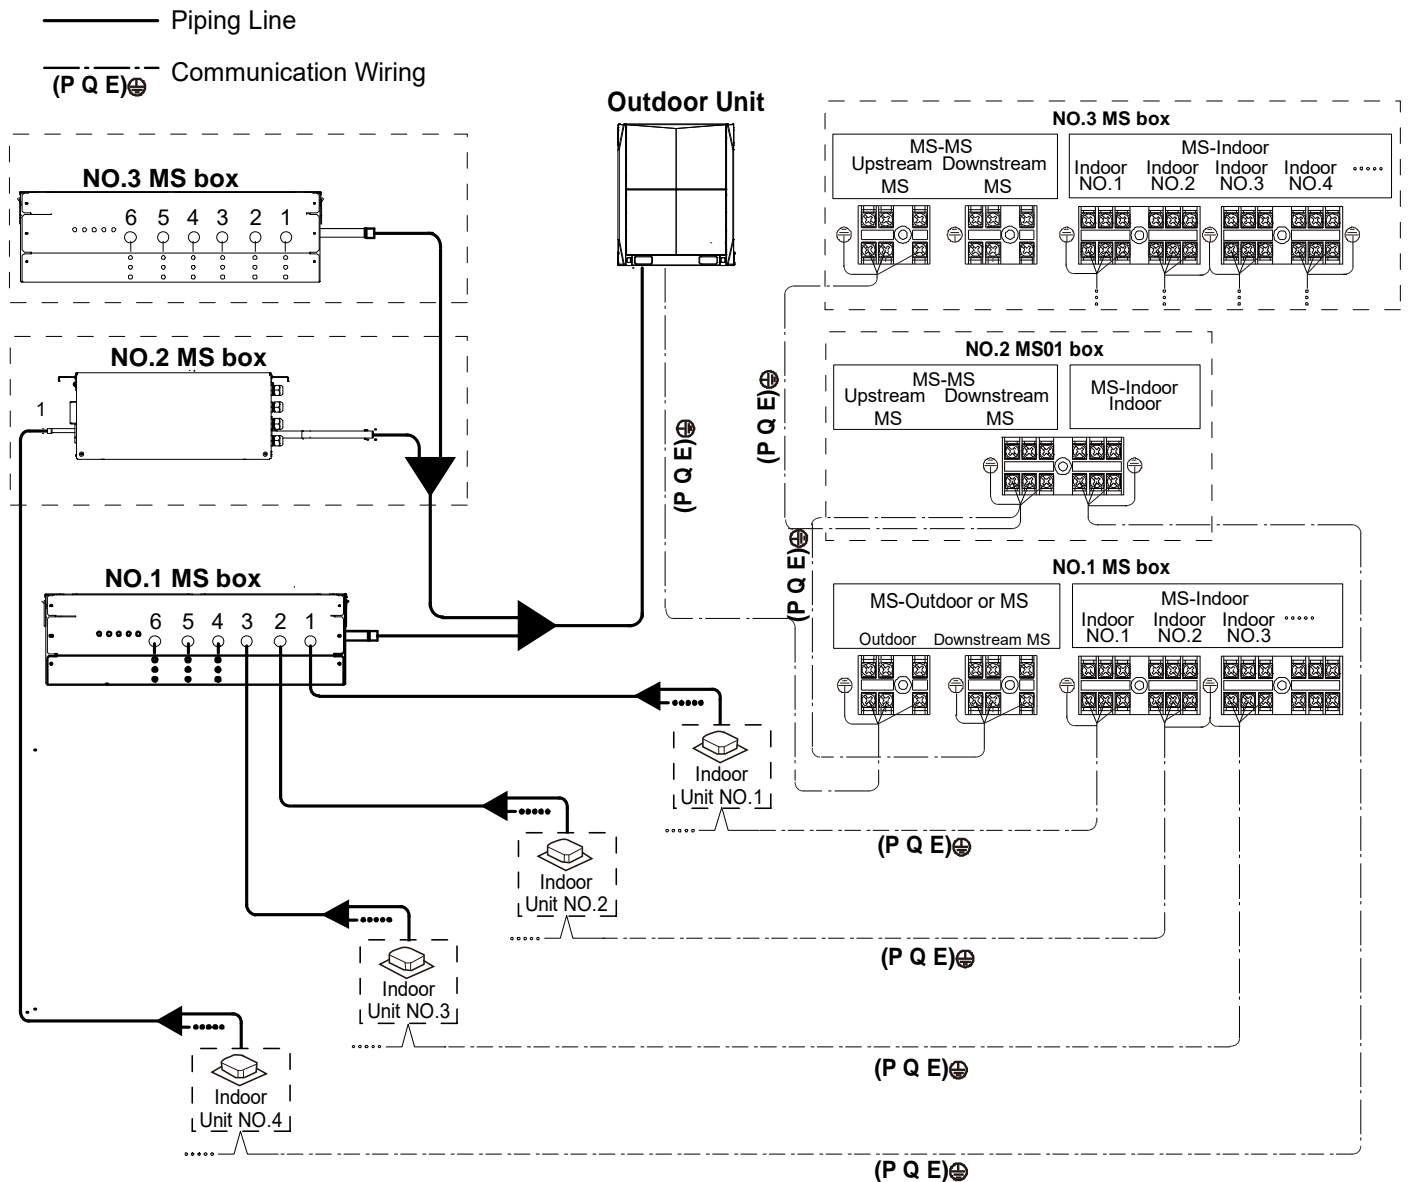 Piping Line
Communication Wiring
(P Q E)
Outdoor Unit
NO.3 MS box
6 5 4 3 2 1
NO.2 MS box
1
NO.1 MS box
6 5 4 3 2 1
Indoor
Unit NO.1
Indoor
Unit NO.2
Indoor
Unit NO.3
Indoor
Unit NO.4
NO.3 MS box
MS-MS
Upstream Downstream
MS MS
MS-Indoor
Indoor Indoor Indoor Indoor
NO.1 NO.2 NO.3 NO.4
NO.2 MS01 box
MS-MS
Upstream Downstream
MS MS
MS-Indoor
Indoor
NO.1 MS box
MS-Outdoor or MS
Outdoor Downstream MS
MS-Indoor
Indoor Indoor Indoor
NO.1 NO.2 NO.3
(P Q E)
(P Q E)
(P Q E)
(P Q E)
(P Q E)
(P Q E)
(P Q E)